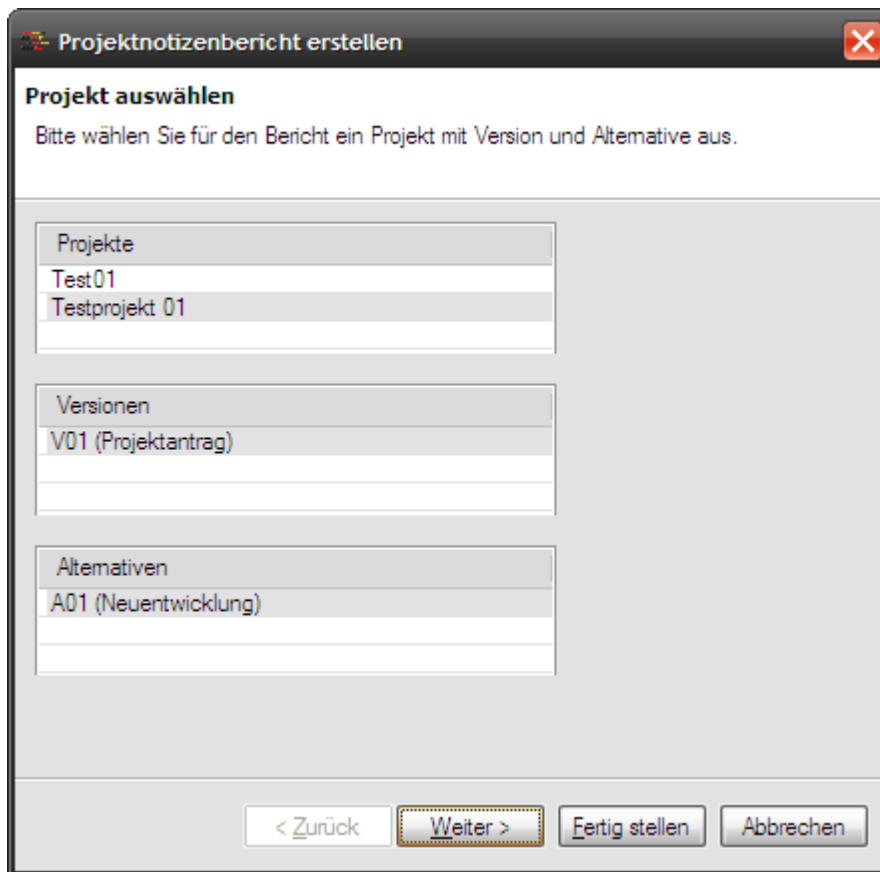 Projektnotizenbericht erstellen
Projekt auswählen
Bitte wählen Sie für den Bericht ein Projekt mit Version und Alternative aus.
Projekte
Test01
Testprojekt 01
Versionen
V01 (Projektantrag)
Alternativen
A01 (Neuentwicklung)
< Zurück Weiter > Fertig stellen Abbrechen